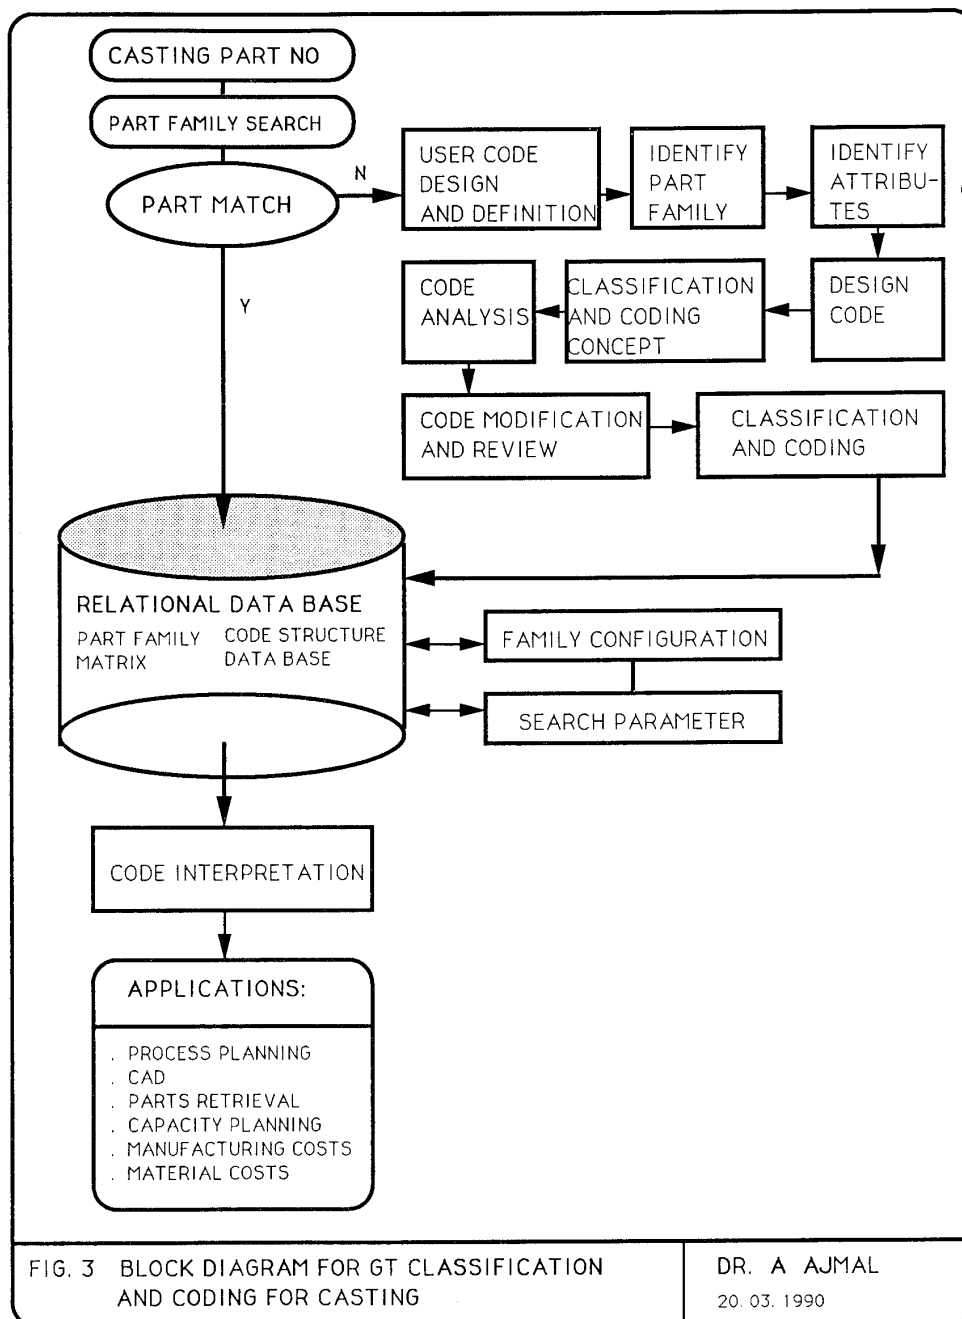 CASTING PART NO
PART FAMILY SEARCH
PART MATCH
N
Y
USER CODE
DESIGN
AND DEFINITION
IDENTIFY
PART
FAMILY
IDENTIFY
ATTRIBU-
TES
DESIGN
CODE
CLASSIFICATION
AND CODING
CONCEPT
CODE
ANALYSIS
CODE MODIFICATION
AND REVIEW
CLASSIFICATION
AND CODING
RELATIONAL DATA BASE
PART FAMILY
MATRIX
CODE STRUCTURE
DATA BASE
FAMILY CONFIGURATION
SEARCH PARAMETER
CODE INTERPRETATION
APPLICATIONS:
. PROCESS PLANNING
. CAD
. PARTS RETRIEVAL
. CAPACITY PLANNING
. MANUFACTURING COSTS
. MATERIAL COSTS
FIG. 3 BLOCK DIAGRAM FOR GT CLASSIFICATION
AND CODING FOR CASTING
DR. A AJMAL
20. 03. 1990